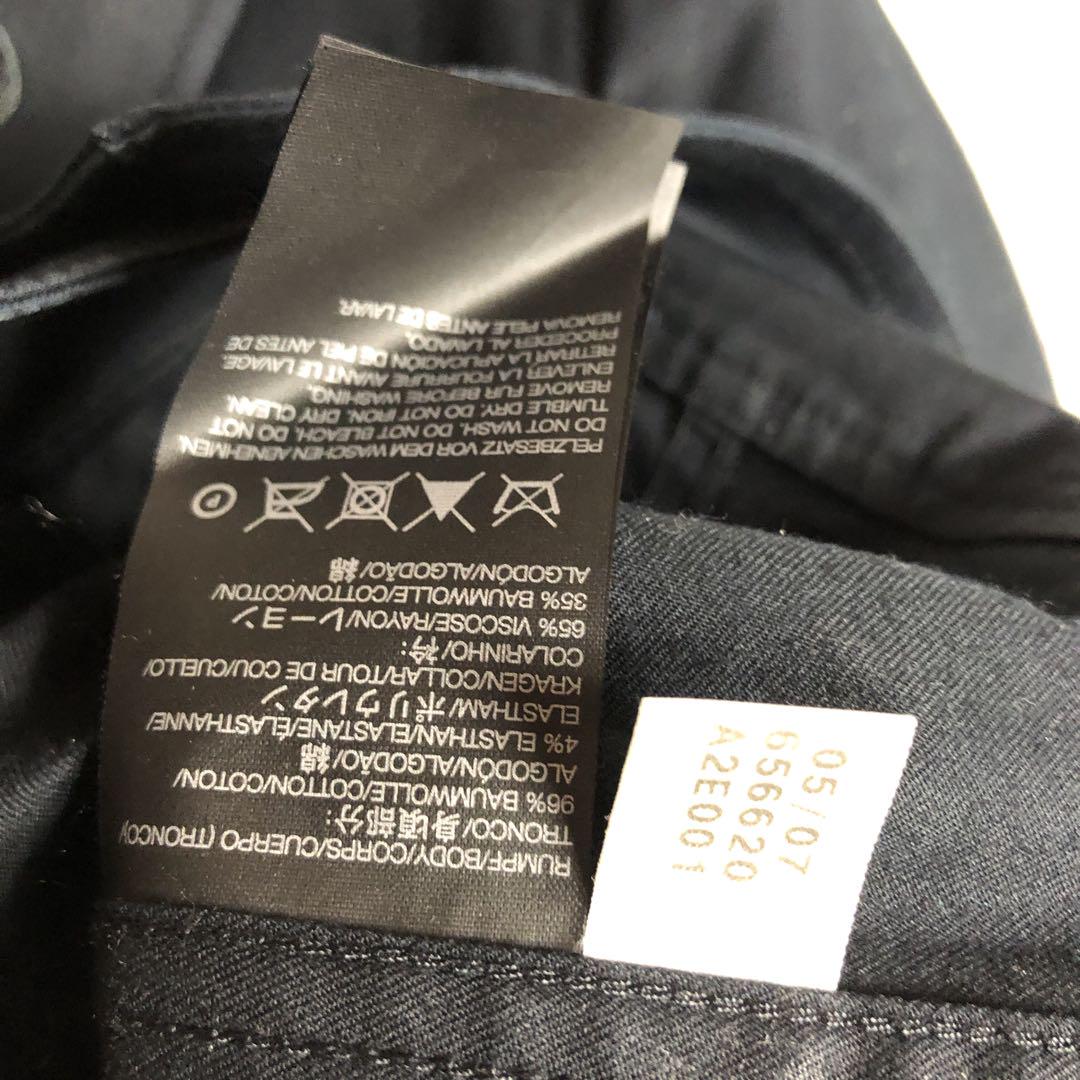 RUMPF/BODY/CORPS/CUERPO (TRONCO)/
TRONCO/身頃部分:
96% BAUMWOLLE/COTTON/COTON/
ALGODÓN/ALGODÃO/綿
4% ELASTHAN/ELASTANE/ÉLASTHANNE/
ELASTHAM/ポリウレタン
KRAGEN/COLLAR/TOUR DE COU/CUELLO/
COLARINHO/衿:
65% VISCOSE/RAYON/レーヨン
35% BAUMWOLLE/COTTON/COTON/
ALGODÓN/ALGODÃO/綿
P
PELZBESATZ VOR DEM WASCHEN ABNEHMEN.
DO NOT WASH. DO NOT BLEACH. DO NOT
TUMBLE DRY. DO NOT IRON. DRY CLEAN.
REMOVE FUR BEFORE WASHING.
ENLEVER LA FOURRURE AVANT LE LAVAGE.
RETIRAR LA APLICACIÓN DE PIEL ANTES DE
PROCEDER AL LAVADO.
REMOVA PELE ANTES DE LAVAR.
05/07
656620
A2E001